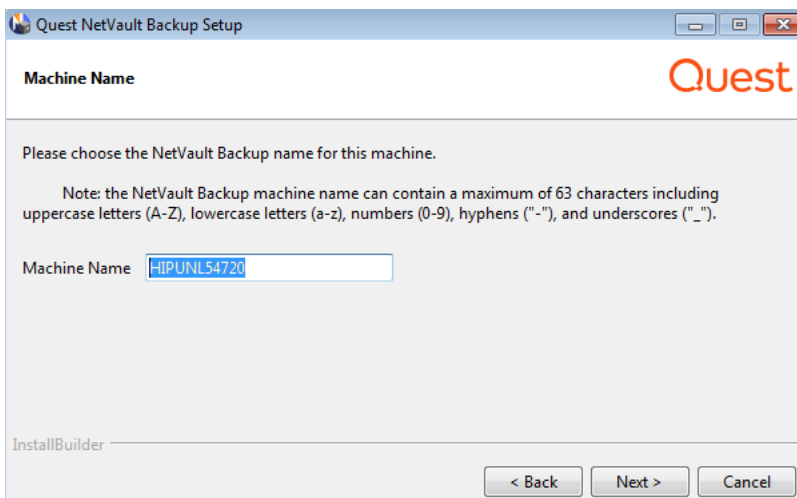 Quest NetVault Backup Setup
Machine Name
Quest
Please choose the NetVault Backup name for this machine.
Note: the NetVault Backup machine name can contain a maximum of 63 characters including
uppercase letters (A-Z), lowercase letters (a-z), numbers (0-9), hyphens ("-"), and underscores ("_").
Machine Name HIPUNL54720
InstallBuilder
< Back Next > Cancel